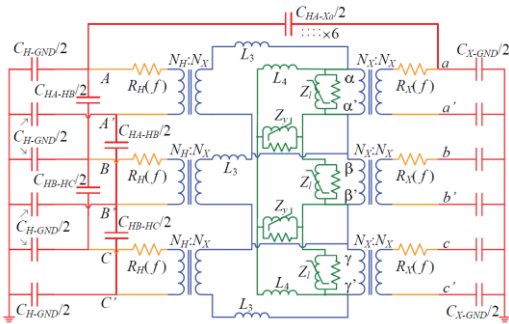 C_{HA-Xa}/2
×6
C_{H-GND}/2
N_H:N_X
L_3
N_X:N_X
C_{X-GND}/2
A
R_H(f)
L_4
Z_l
α
R_X(f)
a
C_{HA-HB}/2
α'
a'
A'
Z_y
C_{H-GND}/2
C_{HA-HB}/2
N_H:N_X
N_X:N_X
b
B
R_H(f)
L_3
Z_l
β
R_X(f)
C_{HB-HC}/2
β'
b'
B'
C_{H-GND}/2
C_{HB-HC}/2
Z_y
N_H:N_X
N_X:N_X
c
C
R_H(f)
Z_l
γ
R_X(f)
L_4
γ'
c'
C'
C_{H-GND}/2
L_3
C_{X-GND}/2